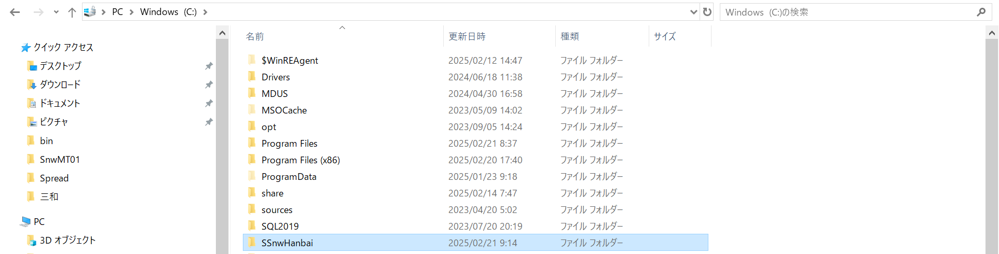 PC
Windows (C:)
Windows (C:)の検索
クイック アクセス
デスクトップ
ダウンロード
ドキュメント
ピクチャ
bin
SnwMT01
Spread
三和
PC
3D オブジェクト
名前 更新日時 種類 サイズ
$WinREAgent 2025/02/12 14:47 ファイル フォルダー
Drivers 2024/06/18 11:38 ファイル フォルダー
MDUS 2024/04/30 16:58 ファイル フォルダー
MSOCache 2023/05/09 14:02 ファイル フォルダー
opt 2023/09/05 14:24 ファイル フォルダー
Program Files 2025/02/21 8:37 ファイル フォルダー
Program Files (x86) 2025/02/20 17:40 ファイル フォルダー
ProgramData 2025/01/23 9:18 ファイル フォルダー
share 2025/02/14 7:47 ファイル フォルダー
sources 2023/04/20 5:02 ファイル フォルダー
SQL2019 2023/07/20 20:19 ファイル フォルダー
SSnwHanbai 2025/02/21 9:14 ファイル フォルダー